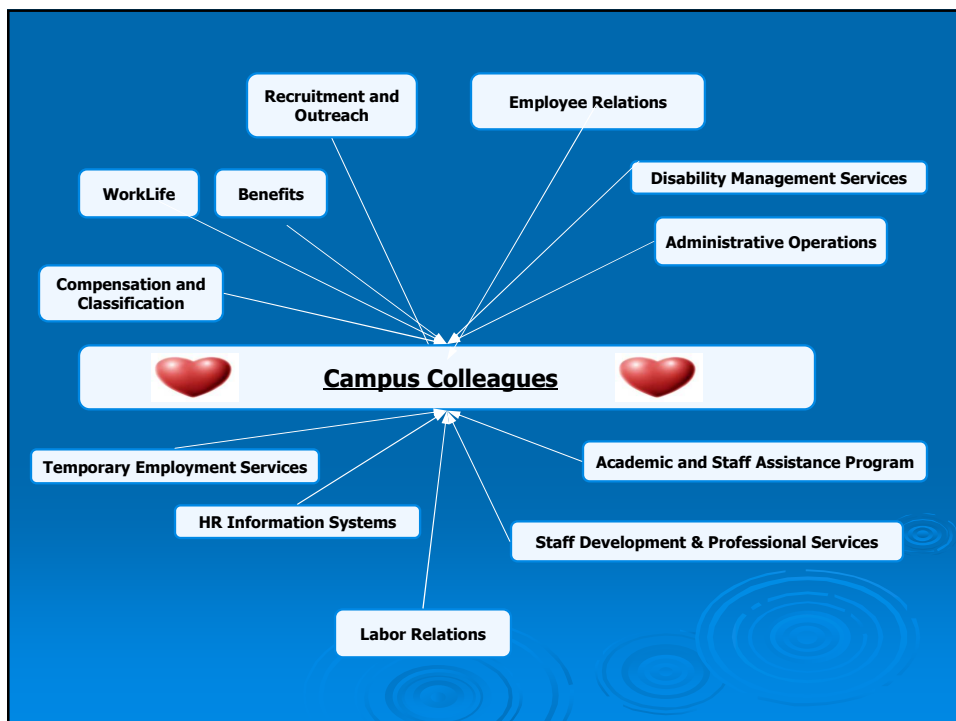 Recruitment and
Outreach
Employee Relations
Disability Management Services
WorkLife
Benefits
Administrative Operations
Compensation and
Classification
Campus Colleagues
Temporary Employment Services
Academic and Staff Assistance Program
HR Information Systems
Staff Development & Professional Services
Labor Relations